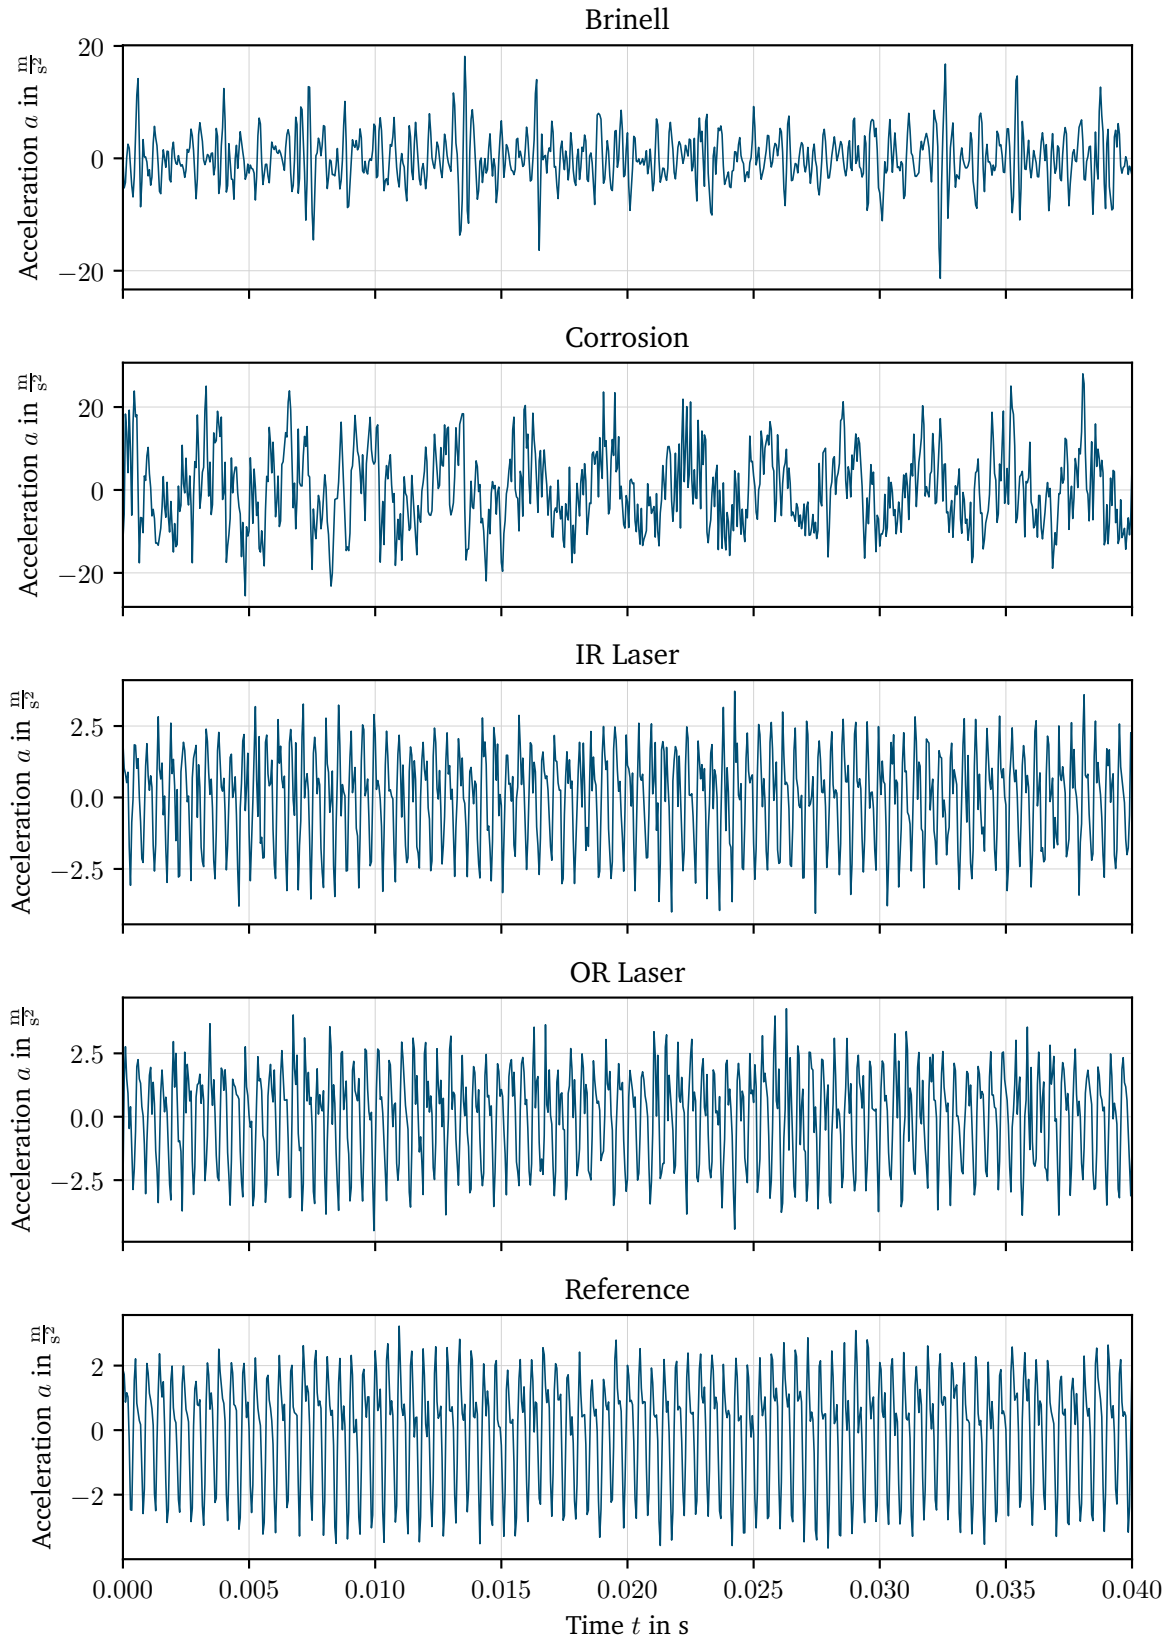 Brinell
Acceleration a in m/s²
20
0
−20
Corrosion
Acceleration a in m/s²
20
0
−20
IR Laser
Acceleration a in m/s²
2.5
0.0
−2.5
OR Laser
Acceleration a in m/s²
2.5
0.0
−2.5
Reference
Acceleration a in m/s²
2
0
−2
0.000 0.005 0.010 0.015 0.020 0.025 0.030 0.035 0.040
Time t in s